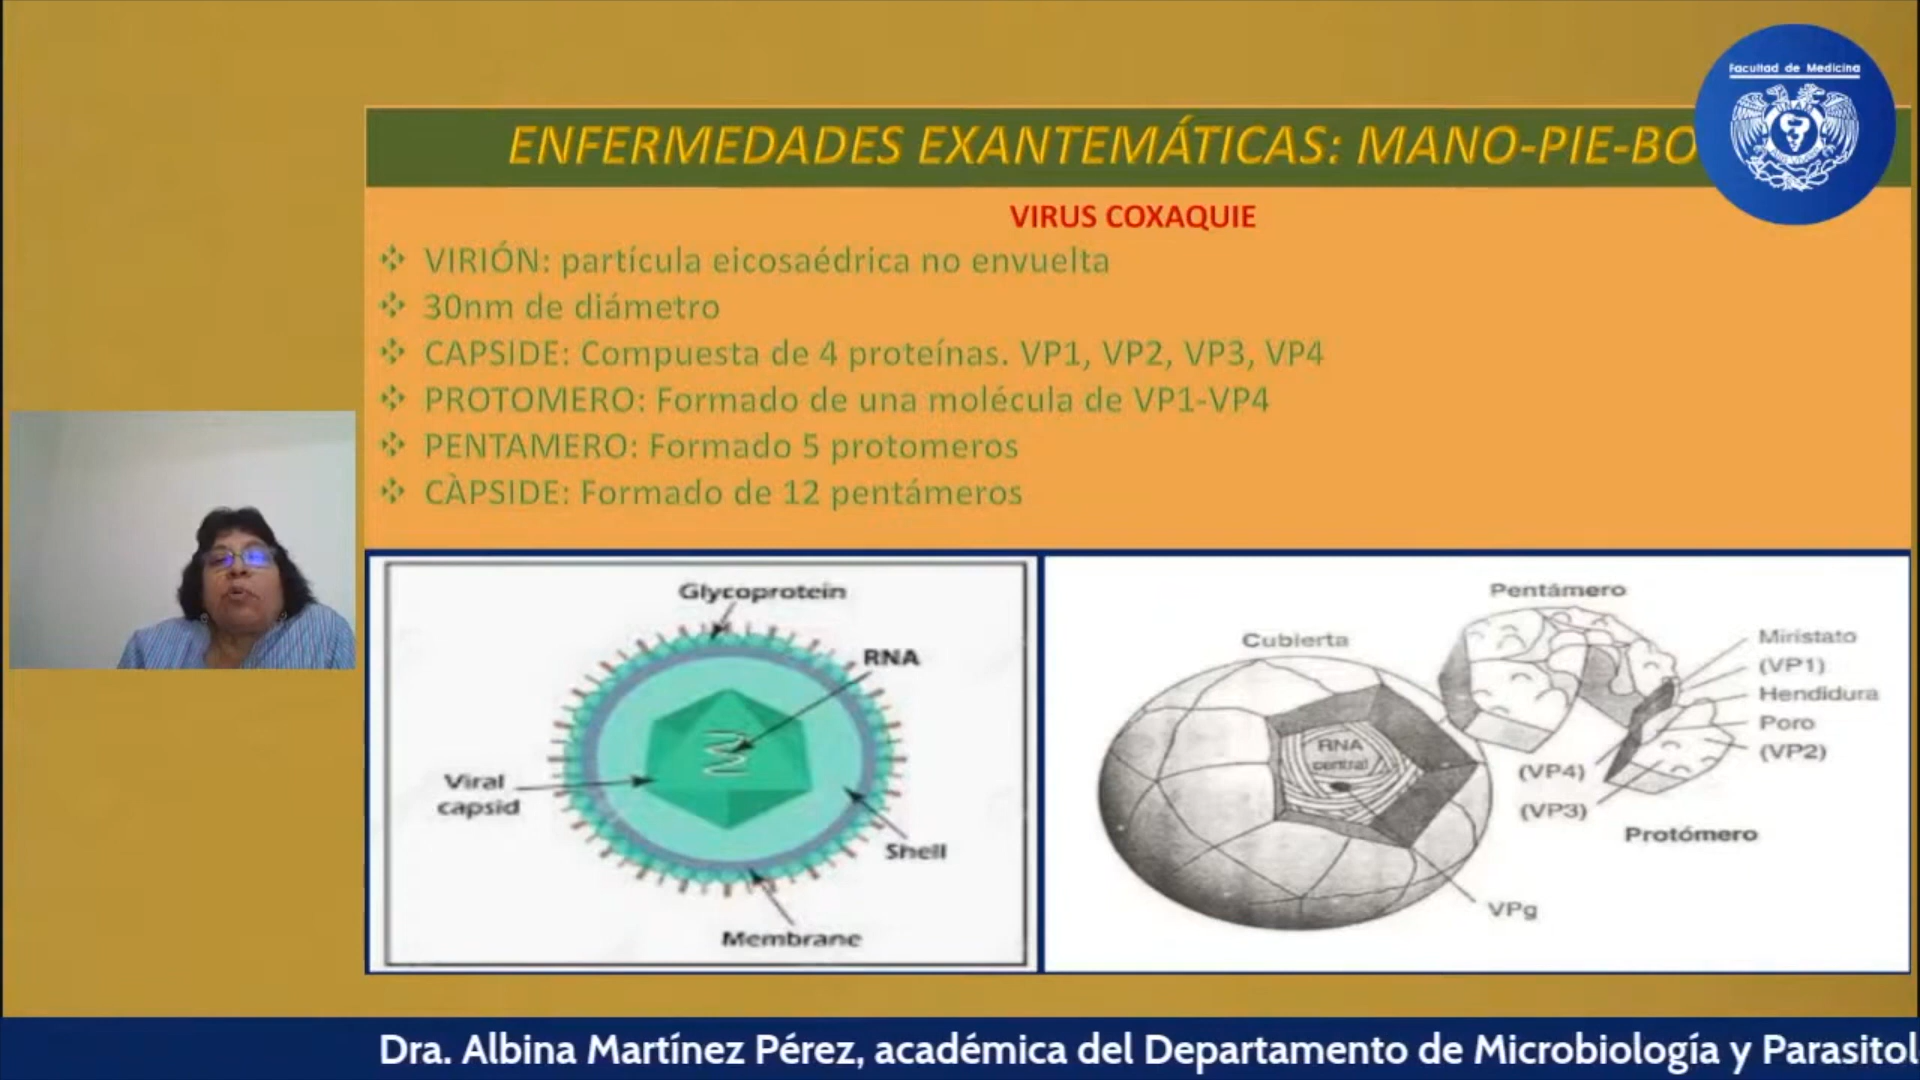 Facultad de Medicina
ENFERMEDADES EXANTEMÁTICAS: MANO-PIE-BO
VIRUS COXAQUIE
VIRIÓN: partícula eicosaédrica no envuelta
30nm de diámetro
CAPSIDE: Compuesta de 4 proteínas. VP1, VP2, VP3, VP4
PROTOMERO: Formado de una molécula de VP1-VP4
PENTAMERO: Formado 5 protomeros
CÀPSIDE: Formado de 12 pentámeros
Glycoprotein
RNA
Viral
capsid
Shell
Membrane
Pentámero
Cubierta
Miristato
(VP1)
Hendidura
Poro
(VP2)
RNA
central
(VP4)
(VP3)
Protómero
VPg
Dra. Albina Martínez Pérez, académica del Departamento de Microbiología y Parasitol